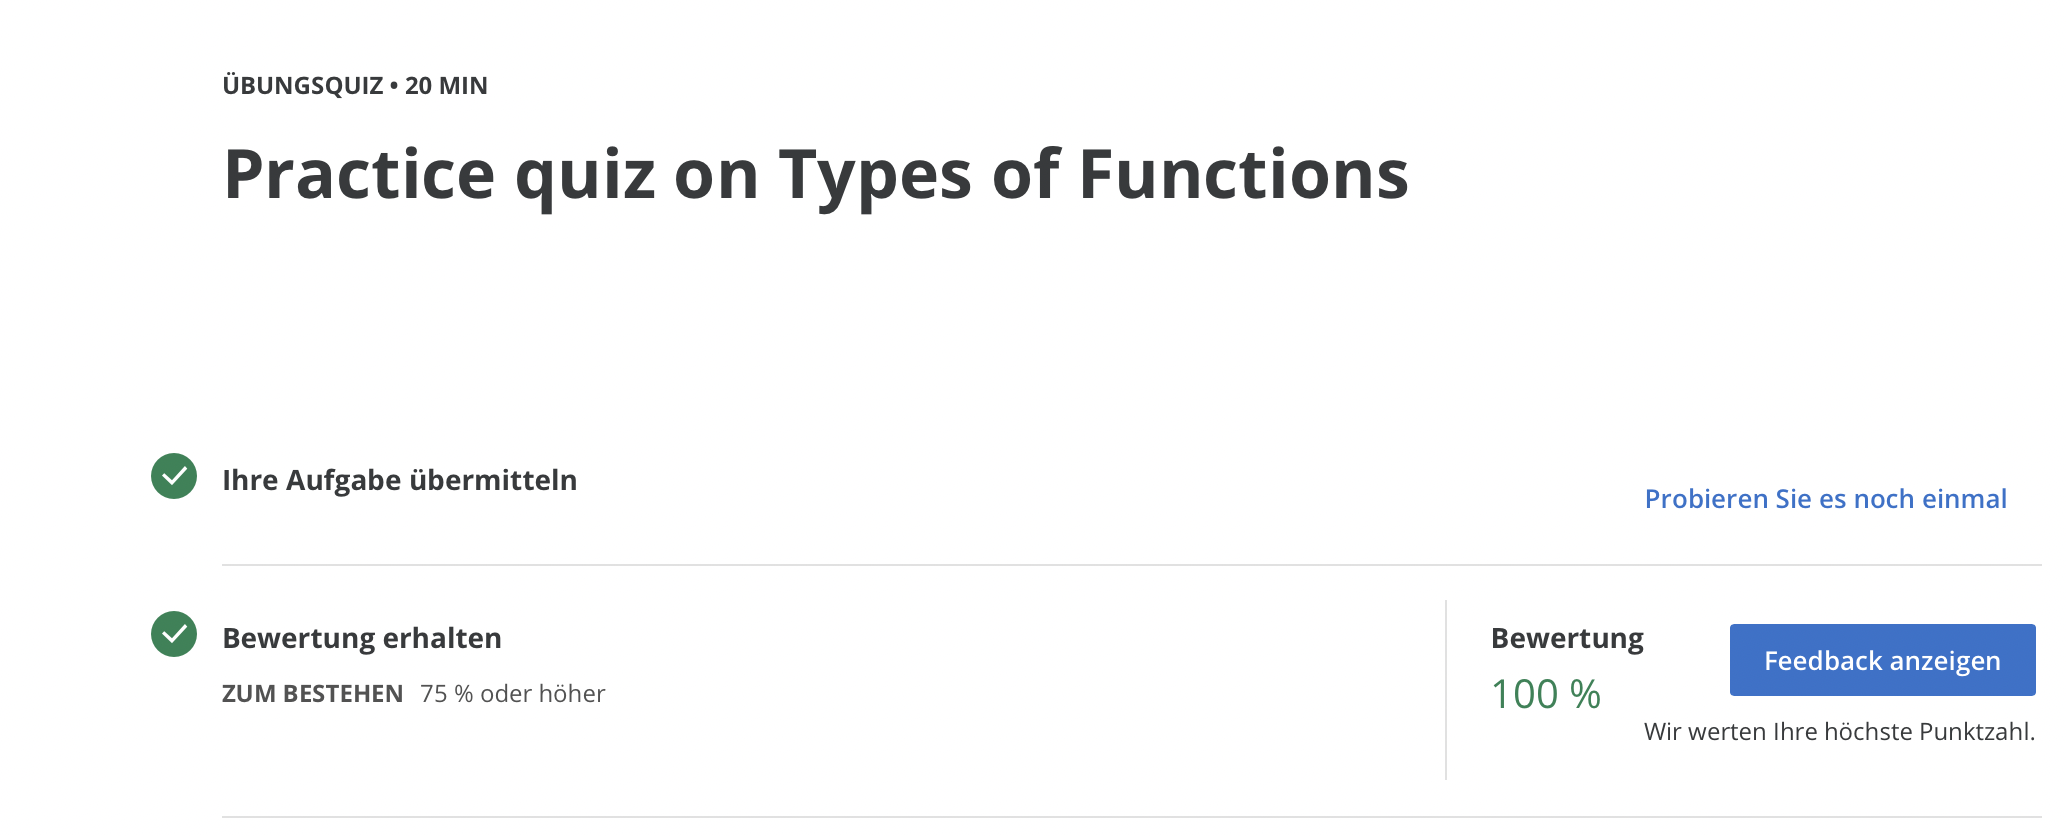 ÜBUNGSQUIZ • 20 MIN
Practice quiz on Types of Functions
Ihre Aufgabe übermitteln
Probieren Sie es noch einmal
Bewertung erhalten
ZUM BESTEHEN 75 % oder höher
Bewertung
100 %
Feedback anzeigen
Wir werten Ihre höchste Punktzahl.